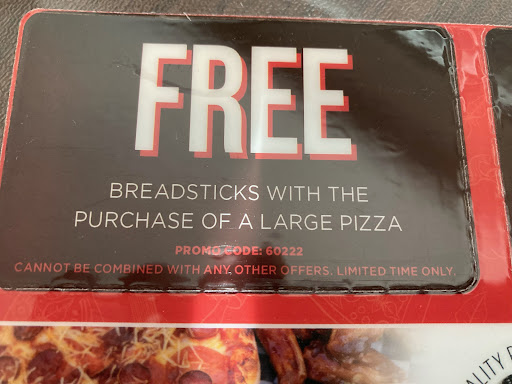 FREE
BREADSTICKS WITH THE
PURCHASE OF A LARGE PIZZA
PROMO CODE: 60222
CANNOT BE COMBINED WITH ANY OTHER OFFERS. LIMITED TIME ONLY.